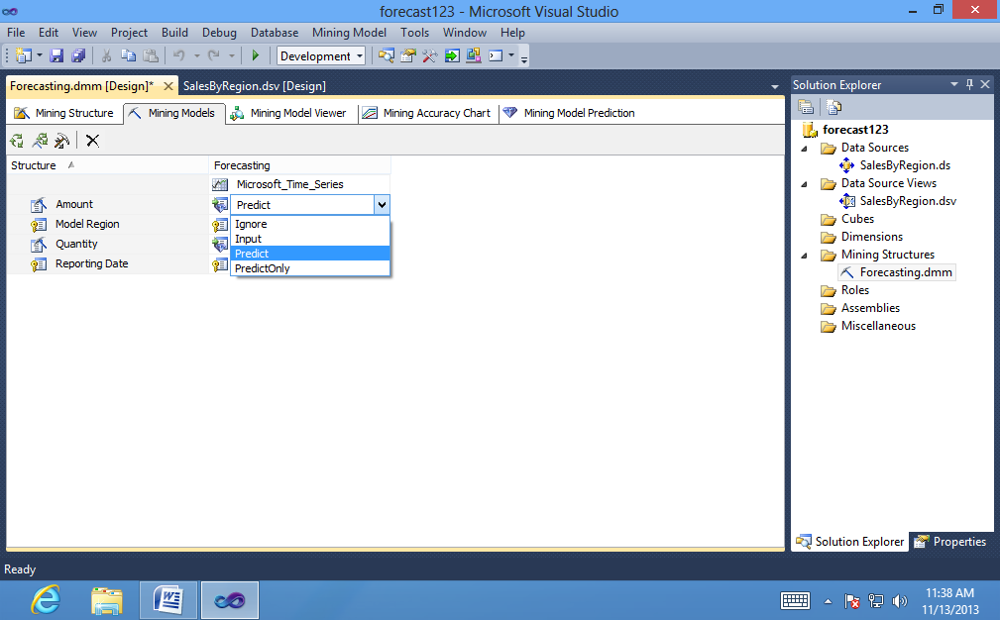 forecast123 - Microsoft Visual Studio
File Edit View Project Build Debug Database Mining Model Tools Window Help
Development
Forecasting.dmm [Design]* SalesByRegion.dsv [Design]
Mining Structure Mining Models Mining Model Viewer Mining Accuracy Chart Mining Model Prediction
Structure Forecasting
Microsoft_Time_Series
Amount Predict
Model Region
Quantity
Reporting Date
Ignore
Input
Predict
PredictOnly
Solution Explorer
forecast123
Data Sources
SalesByRegion.ds
Data Source Views
SalesByRegion.dsv
Cubes
Dimensions
Mining Structures
Forecasting.dmm
Roles
Assemblies
Miscellaneous
Solution Explorer Properties
Ready
11:38 AM
11/13/2013